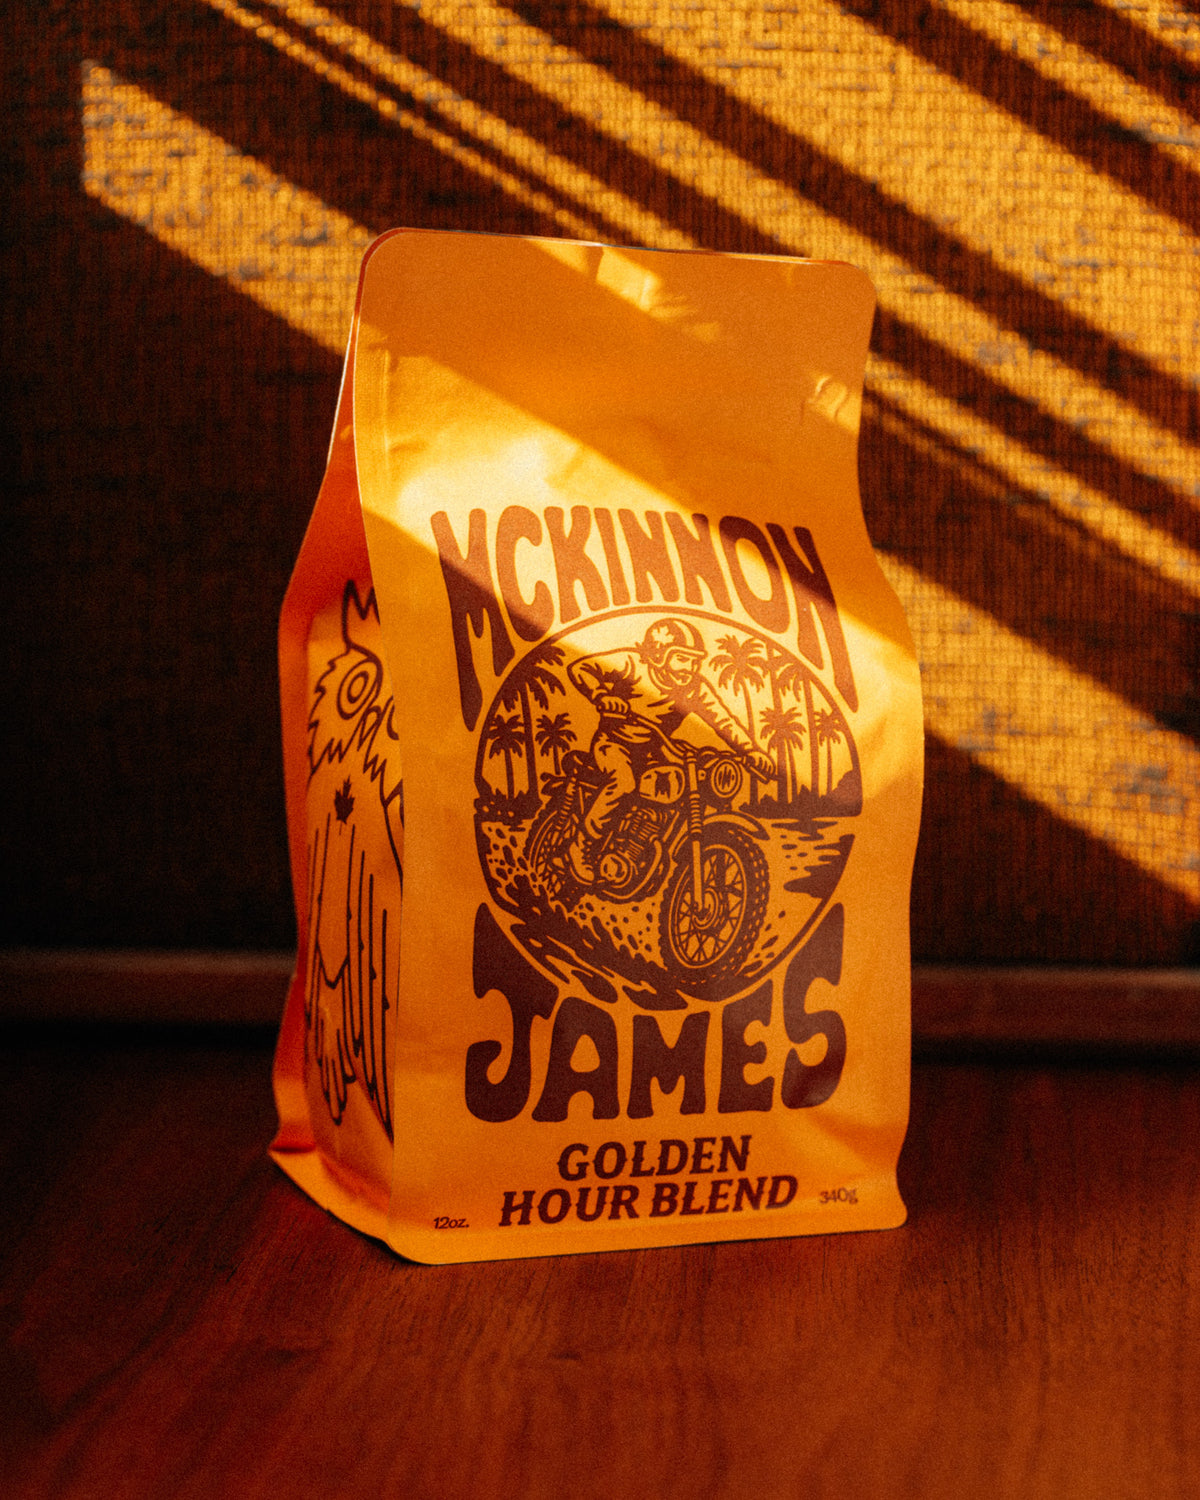 MCKINNON
JAMES
GOLDEN
HOUR BLEND
12oz.
340g